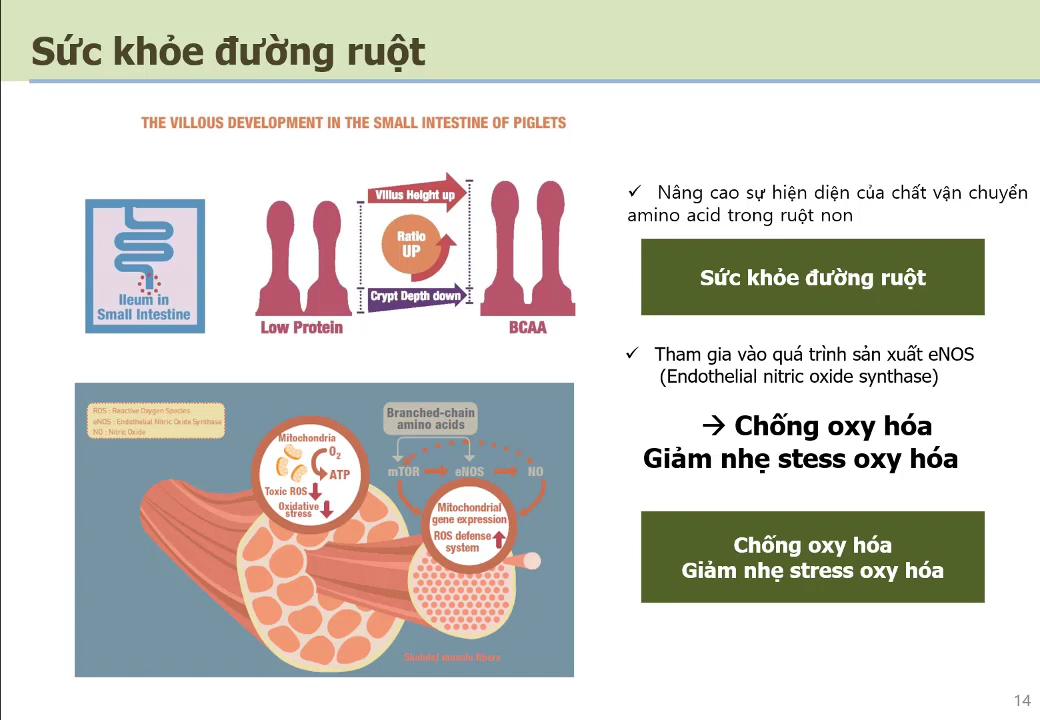 Sức khỏe đường ruột
THE VILLOUS DEVELOPMENT IN THE SMALL INTESTINE OF PIGLETS
Ileum in
Small Intestine
Low Protein
Villus Height up
Ratio
UP
Crypt Depth down
BCAA
✓ Nâng cao sự hiện diện của chất vận chuyển
amino acid trong ruột non
Sức khỏe đường ruột
✓ Tham gia vào quá trình sản xuất eNOS
(Endothelial nitric oxide synthase)
→ Chống oxy hóa
Giảm nhẹ stess oxy hóa
Chống oxy hóa
Giảm nhẹ stress oxy hóa
ROS : Reactive Oxygen Species
eNOS : Endothelial Nitric Oxide Synthase
NO : Nitric Oxide
Mitochondria
O2
ATP
Toxic ROS
Oxidative
stress
Branched-chain
amino acids
mTOR
eNOS
NO
Mitochondrial
gene expression
ROS defense
system
Skeletal muscle fibers
14